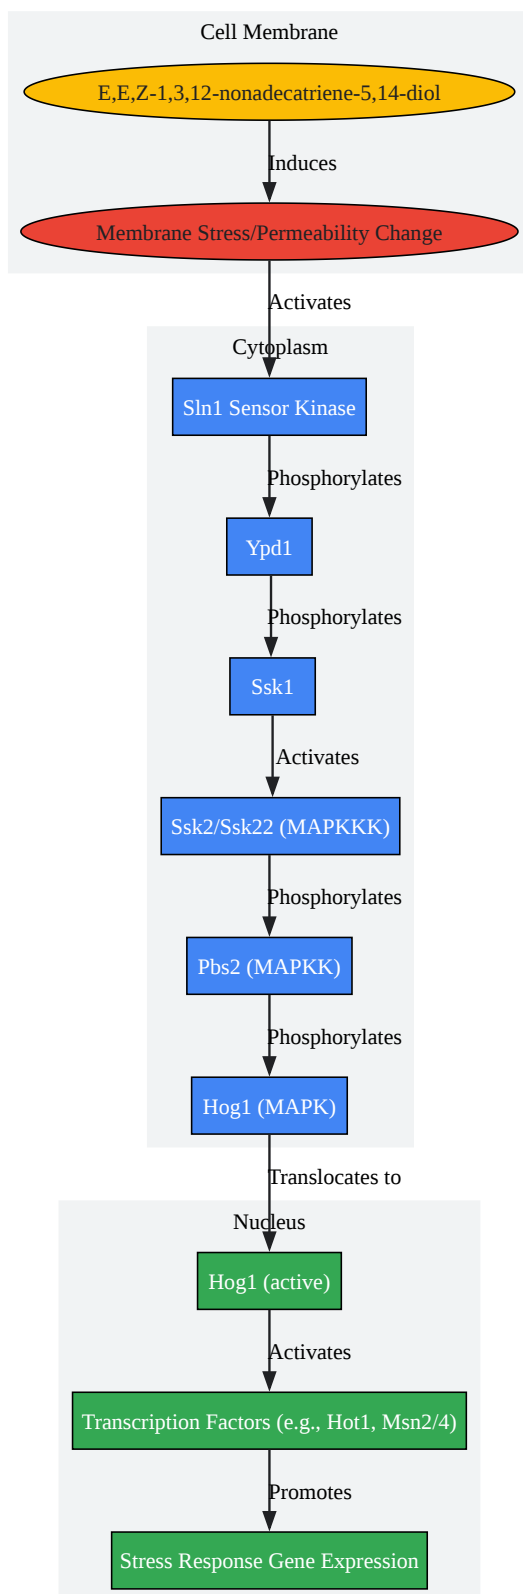 Cell Membrane
E,E,Z-1,3,12-nonadecatriene-5,14-diol
Induces
Membrane Stress/Permeability Change
Activates
Cytoplasm
Sln1 Sensor Kinase
Phosphorylates
Ypd1
Phosphorylates
Ssk1
Activates
Ssk2/Ssk22 (MAPKKK)
Phosphorylates
Pbs2 (MAPKK)
Phosphorylates
Hog1 (MAPK)
Translocates to
Nucleus
Hog1 (active)
Activates
Transcription Factors (e.g., Hot1, Msn2/4)
Promotes
Stress Response Gene Expression